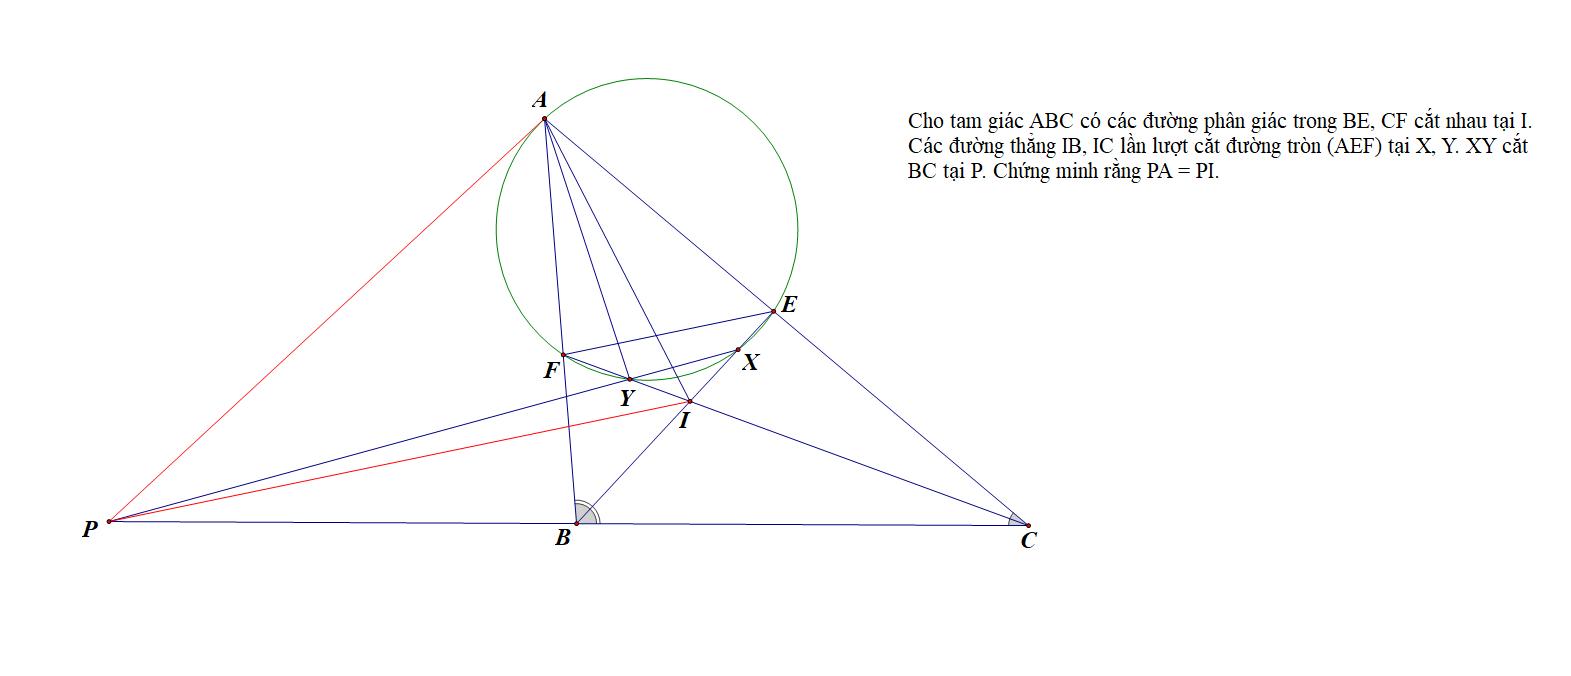 A
Cho tam giác ABC có các đường phân giác trong BE, CF cắt nhau tại I.
Các đường thẳng IB, IC lần lượt cắt đường tròn (AEF) tại X, Y. XY cắt
BC tại P. Chứng minh rằng PA = PI.
E
F
X
Y
I
P
B
C